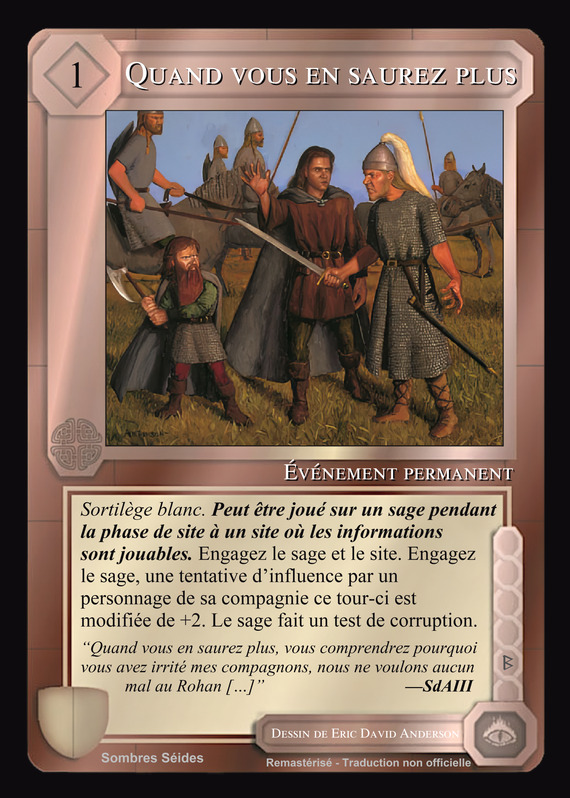 1
QUAND VOUS EN SAUREZ PLUS
ÉVÉNEMENT PERMANENT
Sortilège blanc. Peut être joué sur un sage pendant
la phase de site à un site où les informations
sont jouables. Engagez le sage et le site. Engagez
le sage, une tentative d’influence par un
personnage de sa compagnie ce tour-ci est
modifiée de +2. Le sage fait un test de corruption.
“Quand vous en saurez plus, vous comprendrez pourquoi
vous avez irrité mes compagnons, nous ne voulons aucun
mal au Rohan [...]” —SdAIII
DESSIN DE ERIC DAVID ANDERSON
Sombres Séides
Remastérisé - Traduction non officielle